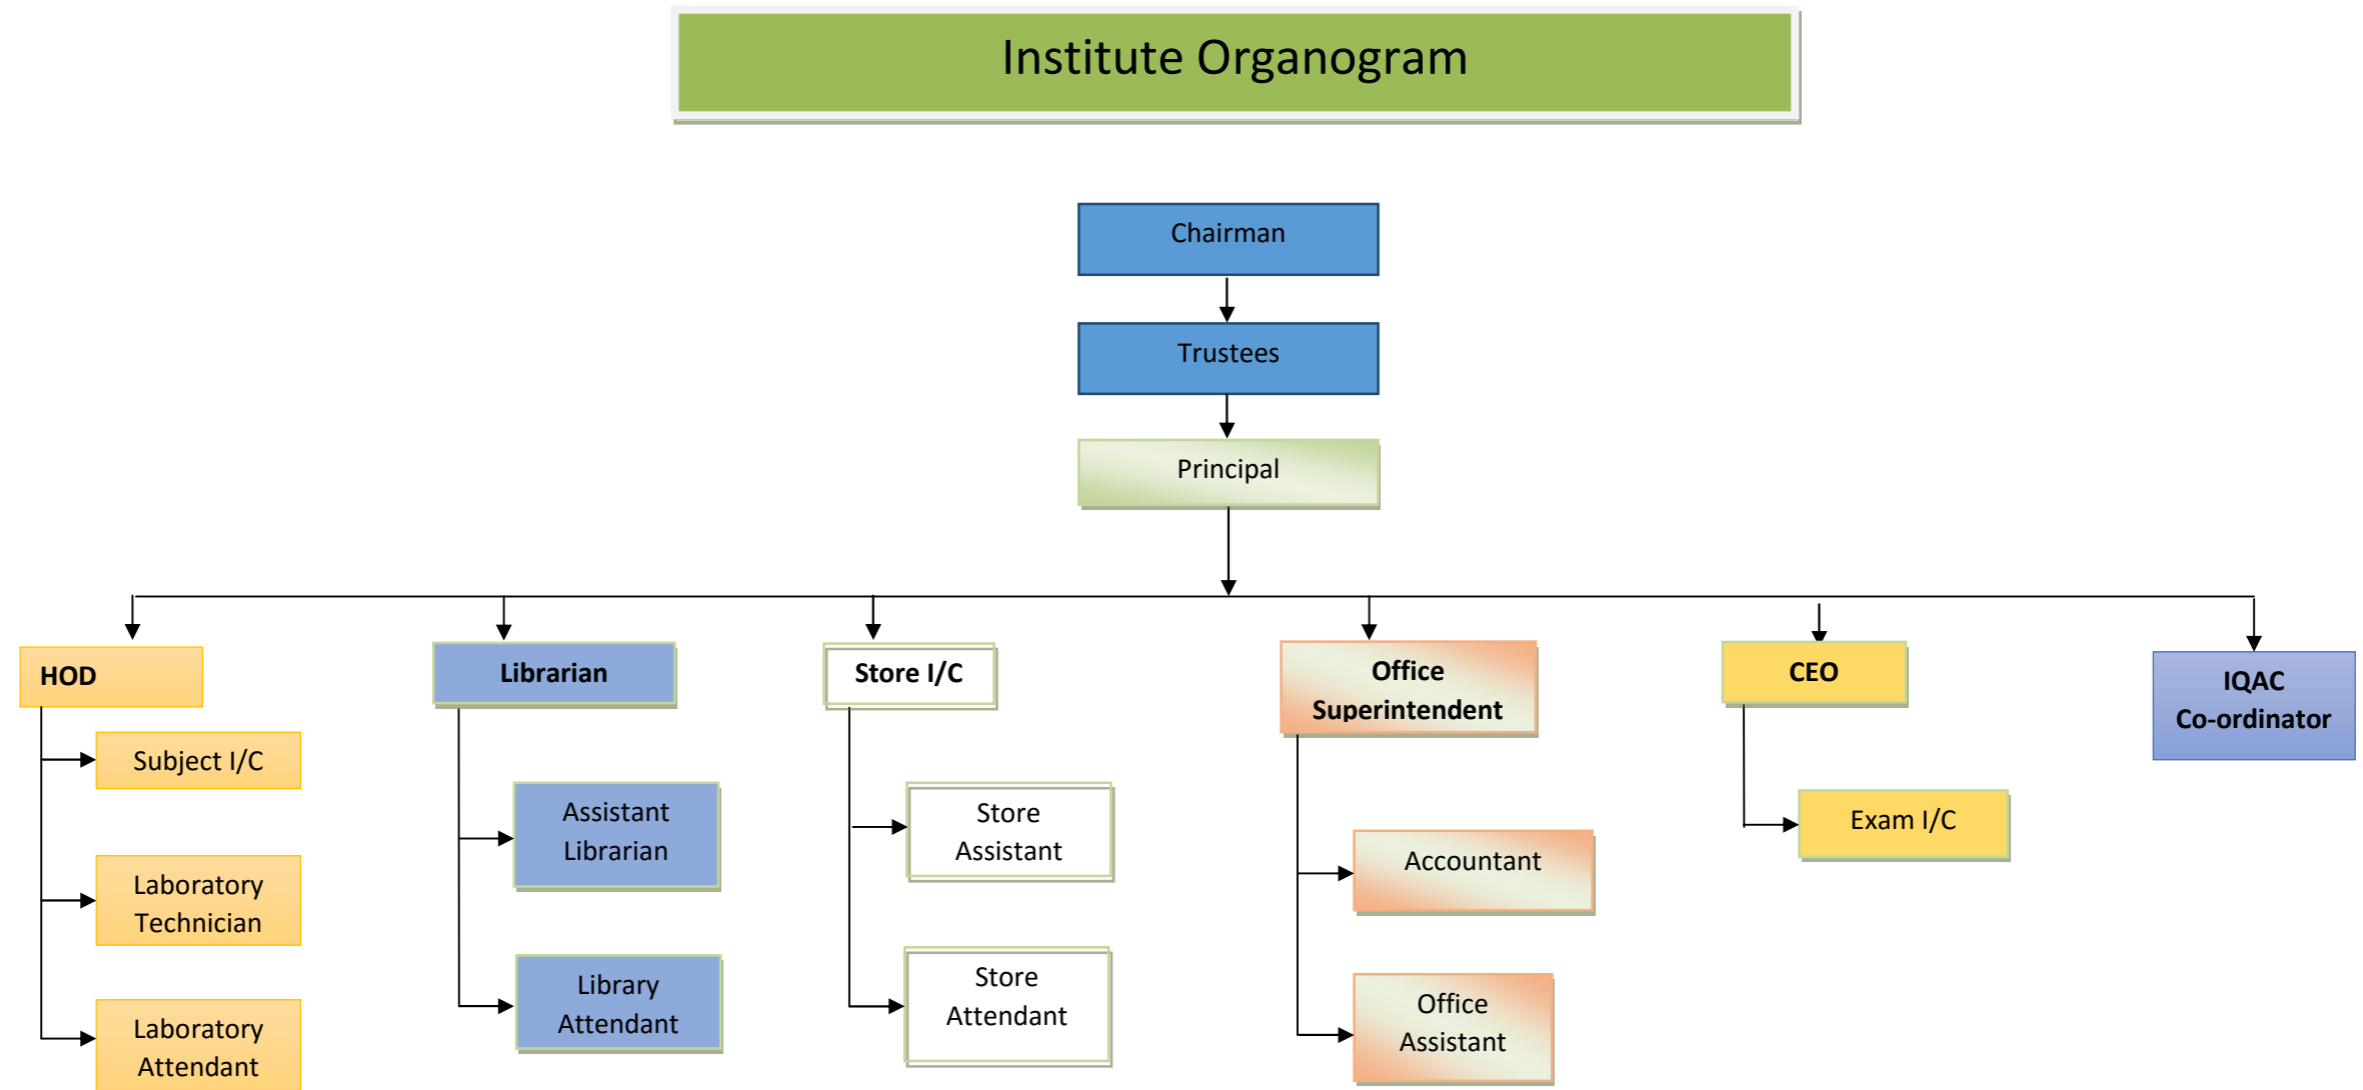 Institute Organogram
Chairman
Trustees
Principal
HOD
Subject I/C
Laboratory
Technician
Laboratory
Attendant
Librarian
Assistant
Librarian
Library
Attendant
Store I/C
Store
Assistant
Store
Attendant
Office
Superintendent
Accountant
Office
Assistant
CEO
Exam I/C
IQAC
Co-ordinator